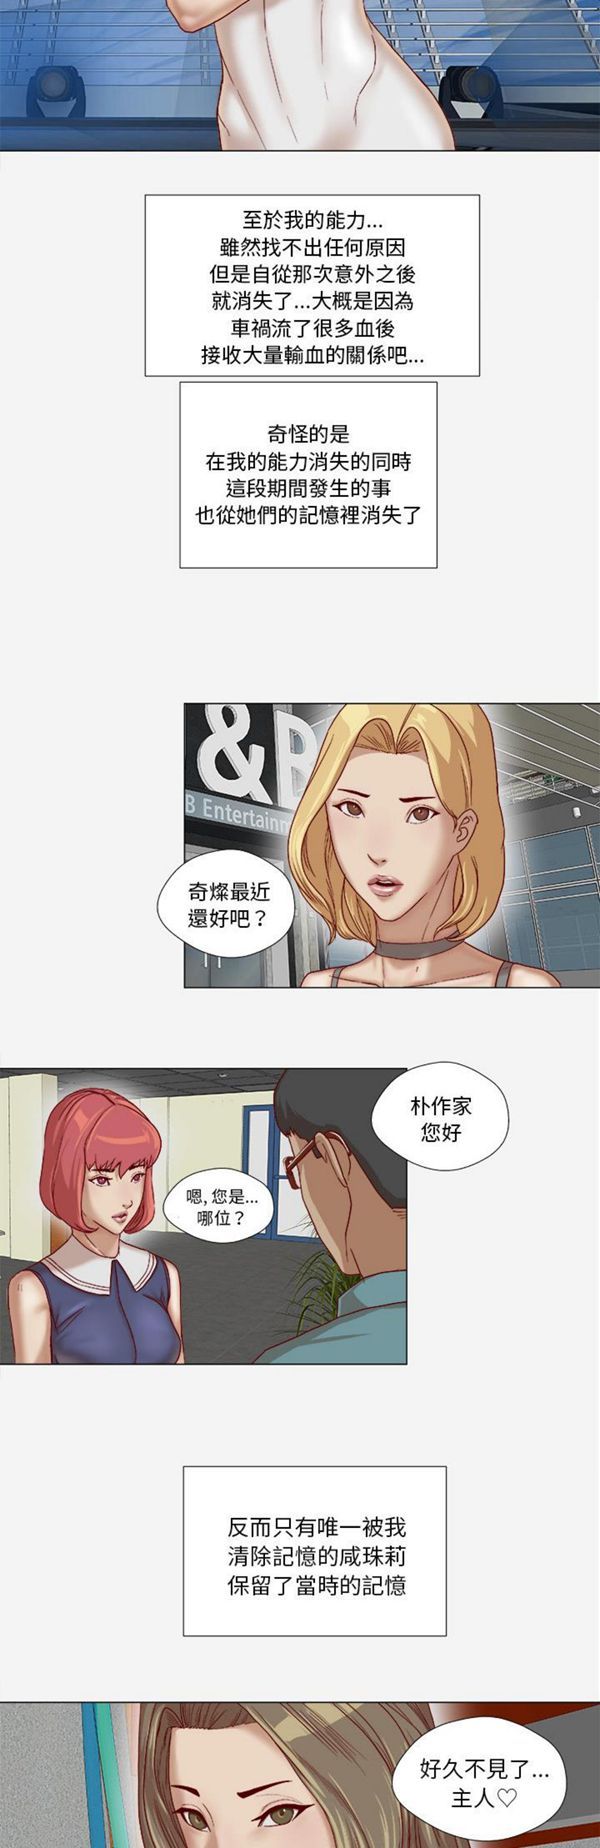 至於我的能力...
雖然找不出任何原因
但是自從那次意外之後
就消失了...大概是因為
車禍流了很多血後
接收大量輸血的關係吧...
奇怪的是
在我的能力消失的同時
這段期間發生的事
也從她們的記憶裡消失了
&B
B Entertainm
奇燦最近
還好吧？
朴作家
您好
嗯, 您是...
哪位？
反而只有唯一被我
清除記憶的咸珠莉
保留了當時的記憶
好久不見了...
主人♡